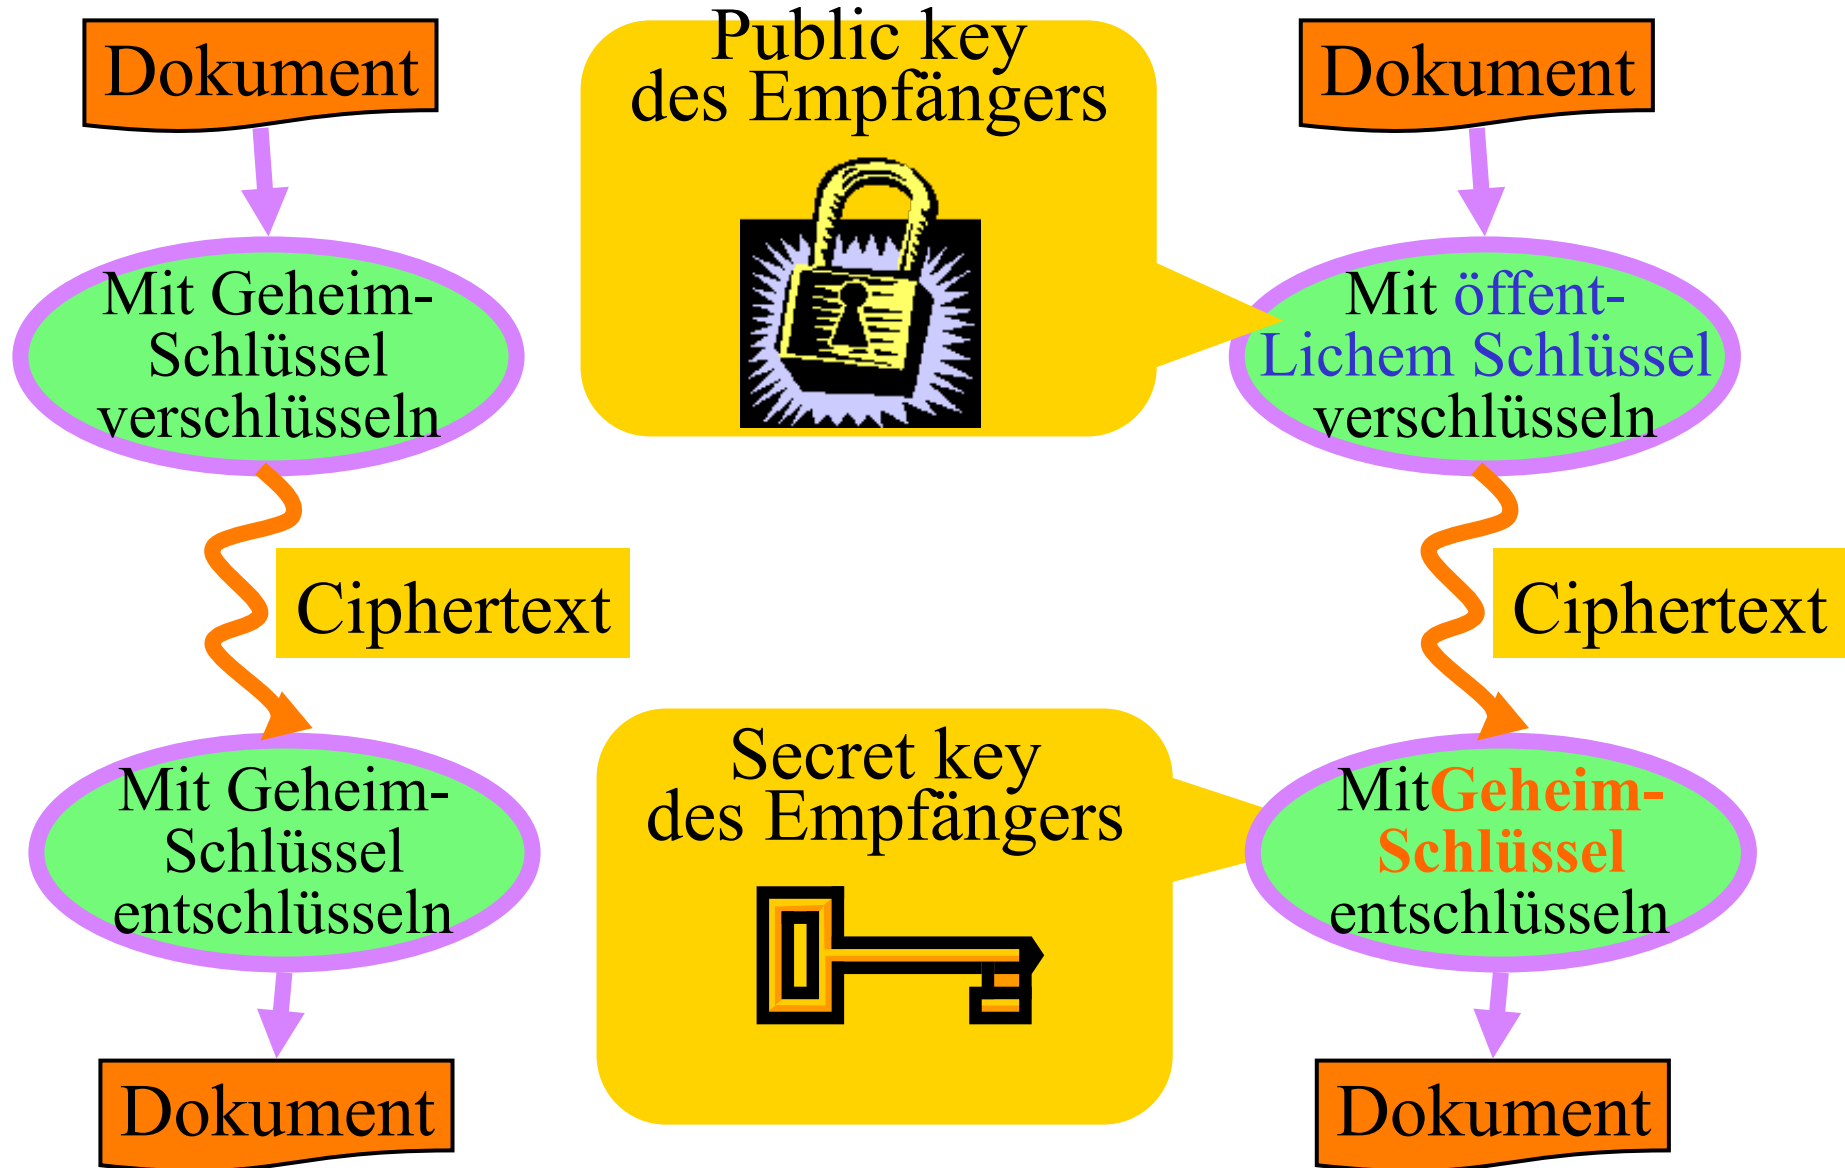 Dokument
Mit Geheim-
Schlüssel
verschlüsseln
Ciphertext
Mit Geheim-
Schlüssel
entschlüsseln
Dokument
Public key
des Empfängers
Secret key
des Empfängers
Dokument
Mit öffent-
Lichem Schlüssel
verschlüsseln
Ciphertext
MitGeheim-
Schlüssel
entschlüsseln
Dokument